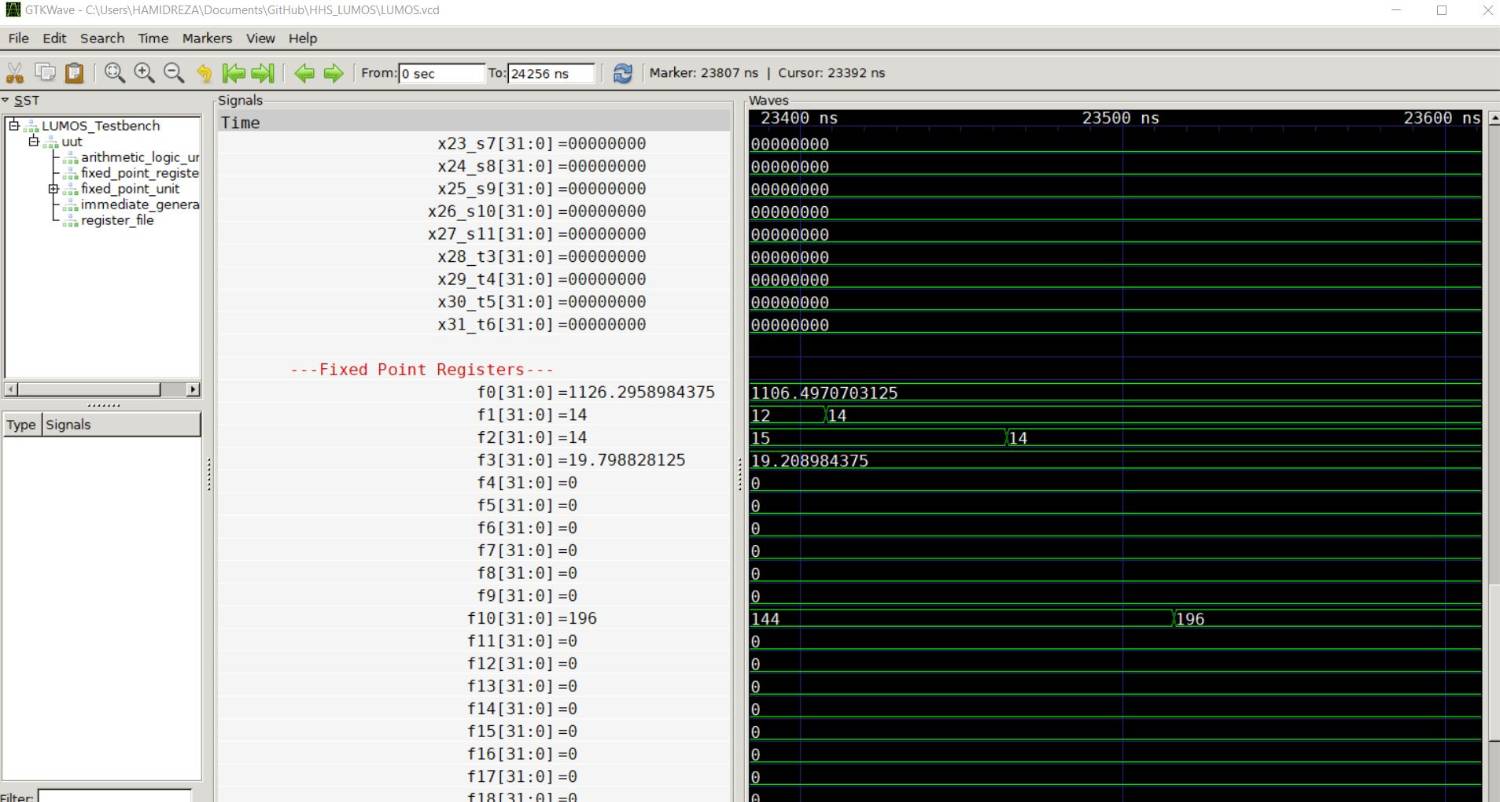 GTKWave - C:\Users\HAMIDREZA\Documents\GitHub\HHS_LUMOS\LUMOS.vcd
File Edit Search Time Markers View Help
From: 0 sec To: 24256 ns Marker: 23807 ns | Cursor: 23392 ns
SST
LUMOS_Testbench
uut
arithmetic_logic_ur
fixed_point_registe
fixed_point_unit
immediate_genera
register_file
Type Signals
Filter:
Signals
Time
x23_s7[31:0] =00000000
x24_s8[31:0] =00000000
x25_s9[31:0] =00000000
x26_s10[31:0] =00000000
x27_s11[31:0] =00000000
x28_t3[31:0] =00000000
x29_t4[31:0] =00000000
x30_t5[31:0] =00000000
x31_t6[31:0] =00000000
---Fixed Point Registers---
f0[31:0] =1126.2958984375
f1[31:0] =14
f2[31:0] =14
f3[31:0] =19.798828125
f4[31:0] =0
f5[31:0] =0
f6[31:0] =0
f7[31:0] =0
f8[31:0] =0
f9[31:0] =0
f10[31:0] =196
f11[31:0] =0
f12[31:0] =0
f13[31:0] =0
f14[31:0] =0
f15[31:0] =0
f16[31:0] =0
f17[31:0] =0
f18[31:0] =0
Waves
23400 ns 23500 ns 23600 ns
00000000
00000000
00000000
00000000
00000000
00000000
00000000
00000000
00000000
1106.4970703125
12 14
15 14
19.208984375
0
0
0
0
0
0
144 196
0
0
0
0
0
0
0
0